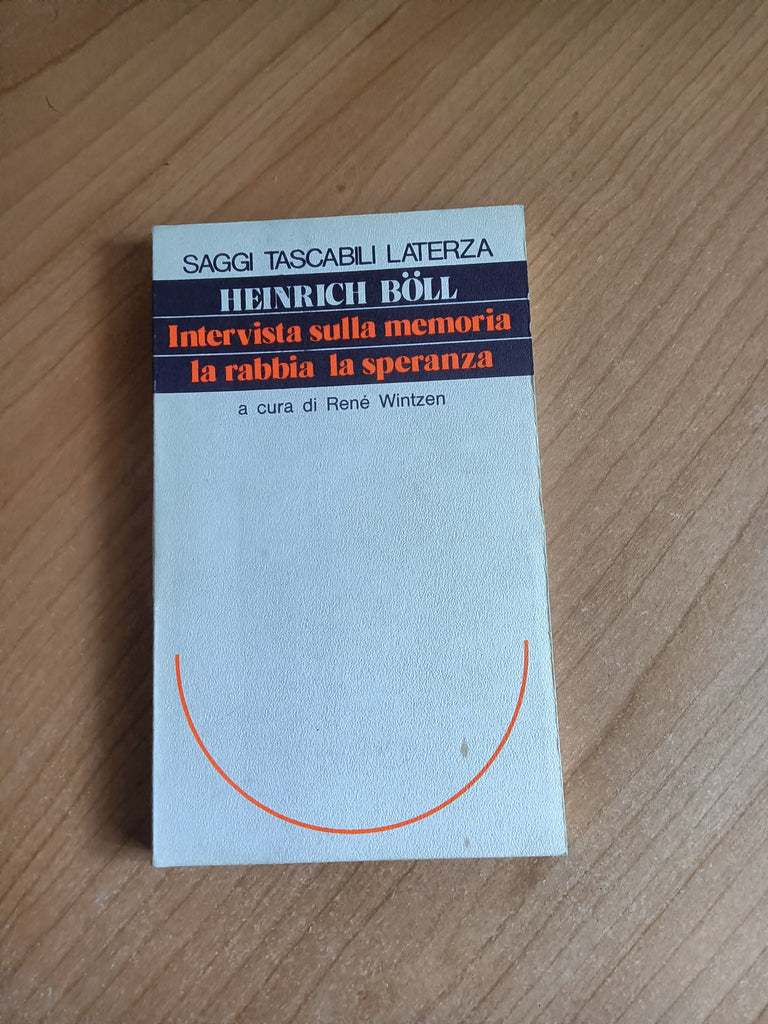 SAGGI TASCABILI LATERZA
HEINRICH BÖLL
Intervista sulla memoria
la rabbia la speranza
a cura di René Wintzen